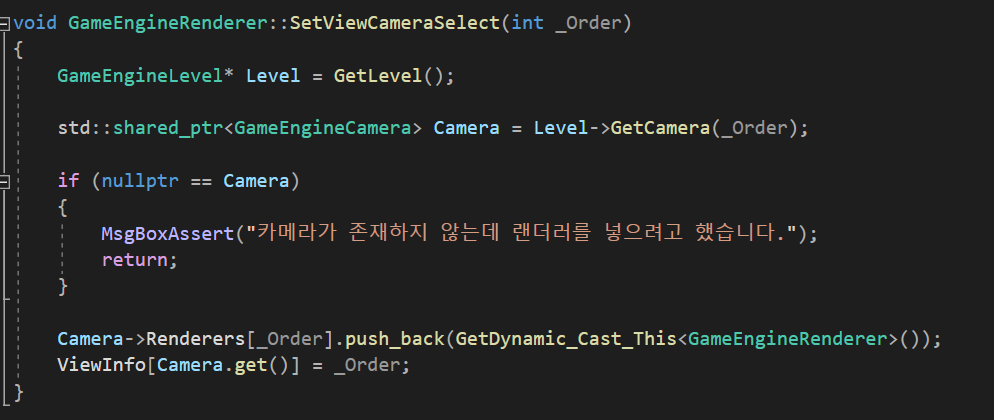 void GameEngineRenderer::SetViewCameraSelect(int _Order)
{
    GameEngineLevel* Level = GetLevel();

    std::shared_ptr<GameEngineCamera> Camera = Level->GetCamera(_Order);

    if (nullptr == Camera)
    {
        MsgBoxAssert("카메라가 존재하지 않는데 랜더러를 넣으려고 했습니다.");
        return;
    }

    Camera->Renderers[_Order].push_back(GetDynamic_Cast_This<GameEngineRenderer>());
    ViewInfo[Camera.get()] = _Order;
}